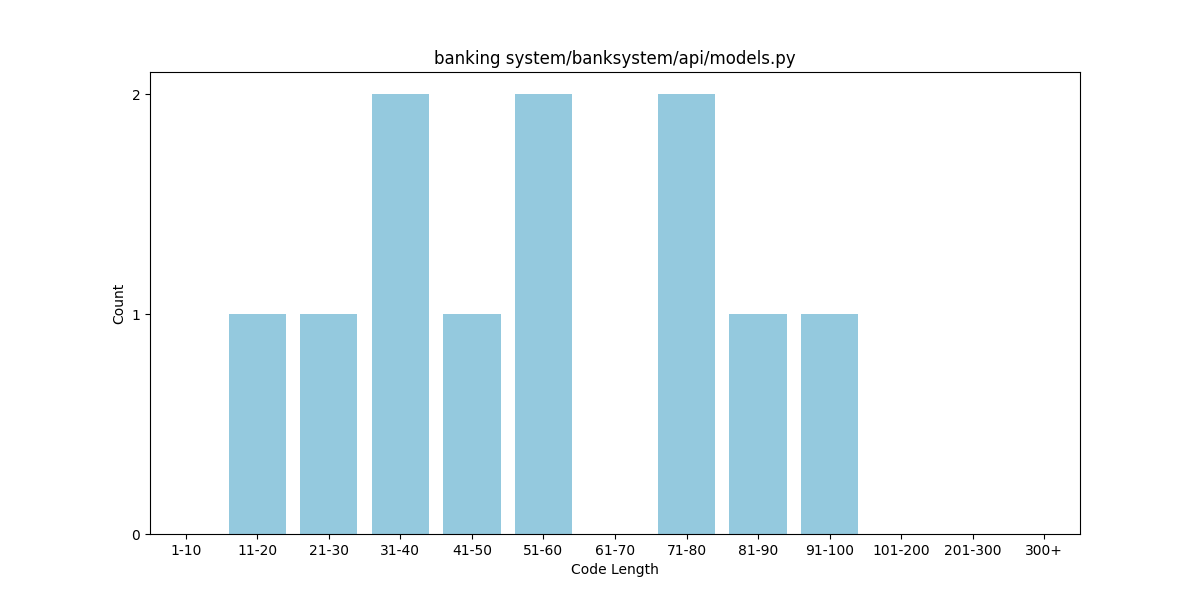 banking system/banksystem/api/models.py
2
1
0
Count
1-10 11-20 21-30 31-40 41-50 51-60 61-70 71-80 81-90 91-100 101-200 201-300 300+
Code Length